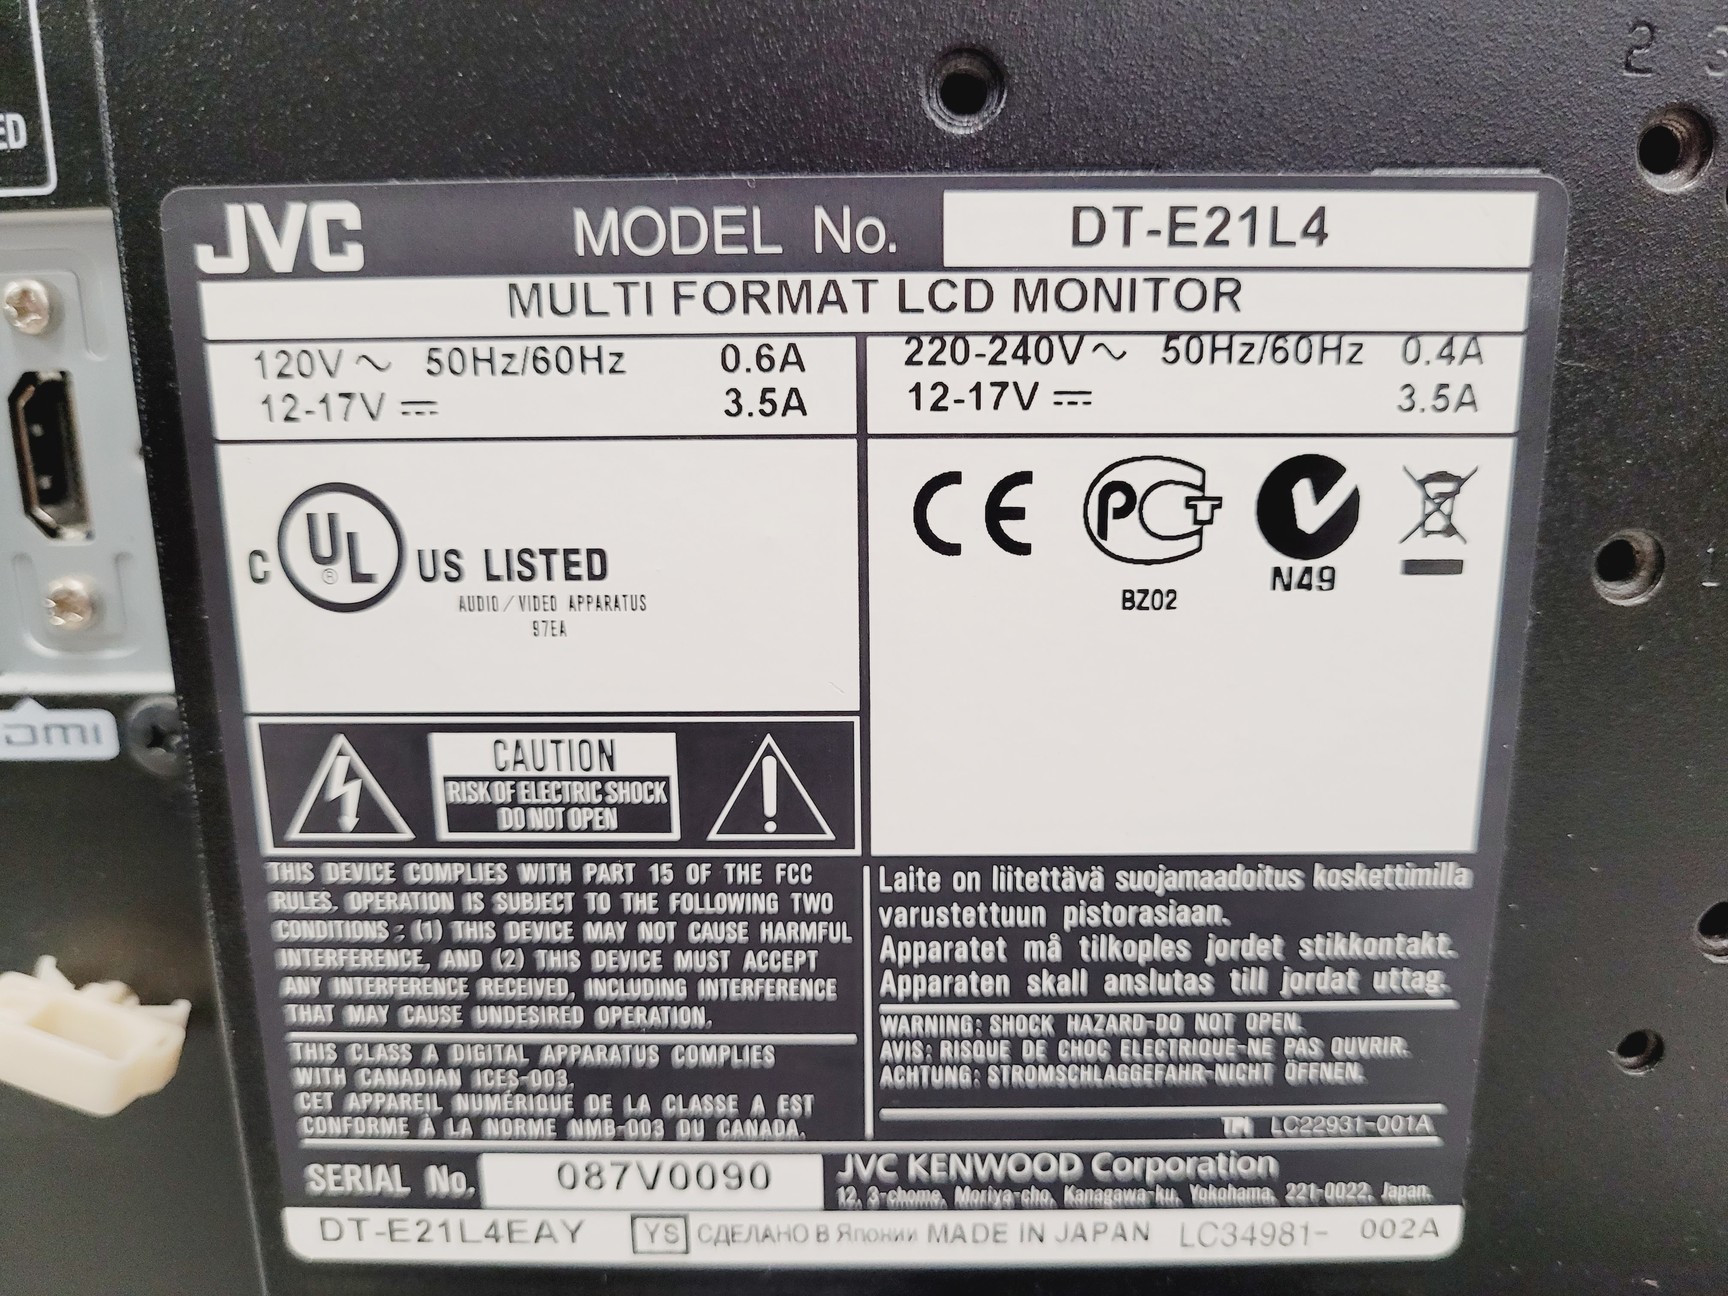 2 3
ED
JVC MODEL No. DT-E21L4
MULTI FORMAT LCD MONITOR
120V ~ 50Hz/60Hz 0.6A
12-17V ⎓ 3.5A
220-240V ~ 50Hz/60Hz 0.4A
12-17V ⎓ 3.5A
C UL ® US LISTED
AUDIO/VIDEO APPARATUS
97EA
CE PCT N49
BZ02
CAUTION
RISK OF ELECTRIC SHOCK
DO NOT OPEN
THIS DEVICE COMPLIES WITH PART 15 OF THE FCC
RULES. OPERATION IS SUBJECT TO THE FOLLOWING TWO
CONDITIONS : (1) THIS DEVICE MAY NOT CAUSE HARMFUL
INTERFERENCE, AND (2) THIS DEVICE MUST ACCEPT
ANY INTERFERENCE RECEIVED, INCLUDING INTERFERENCE
THAT MAY CAUSE UNDESIRED OPERATION.
THIS CLASS A DIGITAL APPARATUS COMPLIES
WITH CANADIAN ICES-003.
CET APPAREIL NUMÉRIQUE DE LA CLASSE A EST
CONFORME À LA NORME NMB-003 DU CANADA.
Laite on liitettävä suojamaadoitus koskettimilla
varustettuun pistorasiaan.
Apparatet må tilkoples jordet stikkontakt.
Apparaten skall anslutas till jordat uttag.
WARNING: SHOCK HAZARD-DO NOT OPEN.
AVIS: RISQUE DE CHOC ELECTRIQUE-NE PAS OUVRIR.
ACHTUNG: STROMSCHLAGGEFAHR-NICHT ÖFFNEN.
LC22931-001A
SERIAL No. 087V0090
JVC KENWOOD Corporation
12, 3-chome, Moriya-cho, Kanagawa-ku, Yokohama, 221-0022, Japan.
DT-E21L4EAY YS СДЕЛАНО В Японии MADE IN JAPAN LC34981- 002A